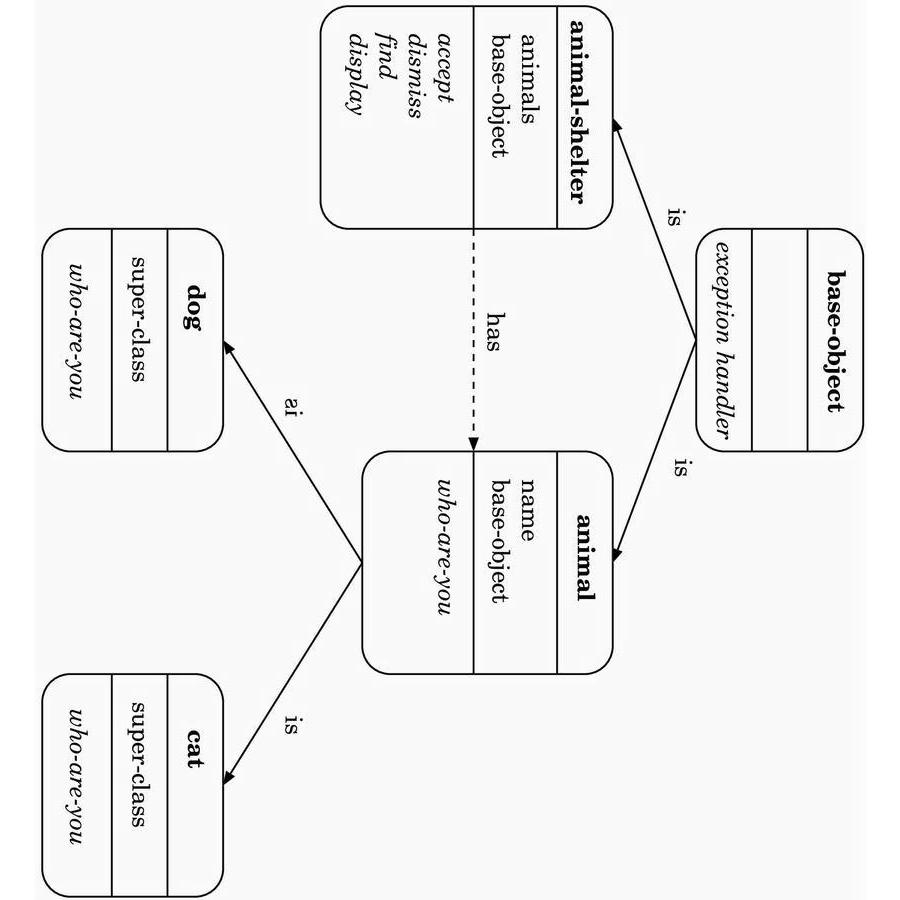 base-object
exception handler
is
is
animal-shelter
animals
base-object
accept
dismiss
find
display
has
animal
name
base-object
who-are-you
ai
is
dog
super-class
who-are-you
cat
super-class
who-are-you